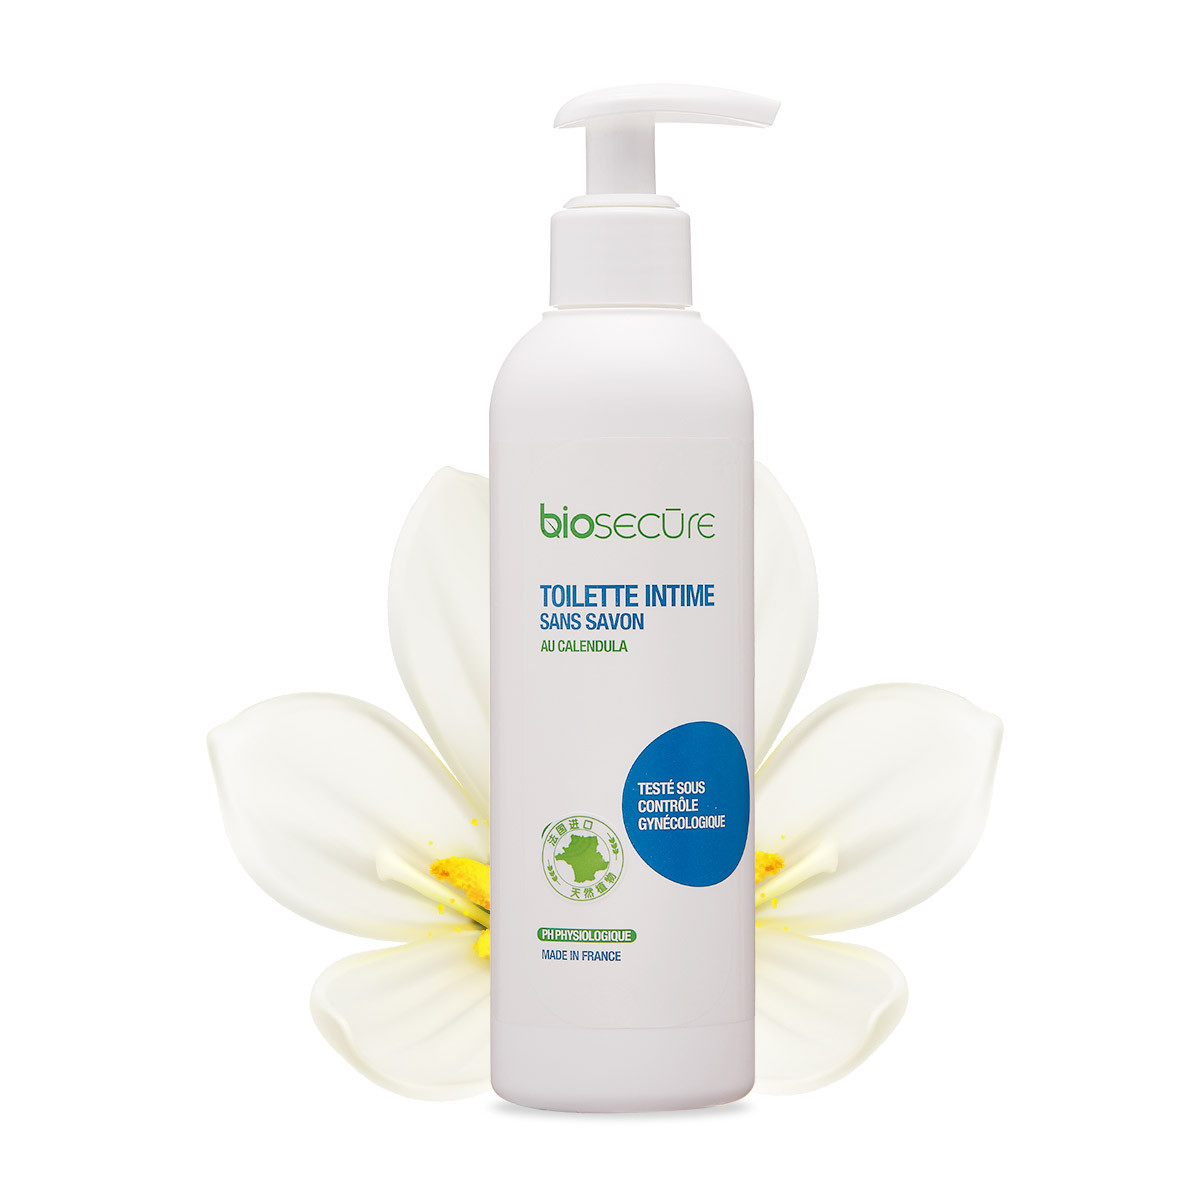 biosecūre
TOILETTE INTIME
SANS SAVON
AU CALENDULA
TESTÉ SOUS
CONTRÔLE
GYNÉCOLOGIQUE
法国进口
天然植物
PH PHYSIOLOGIQUE
MADE IN FRANCE